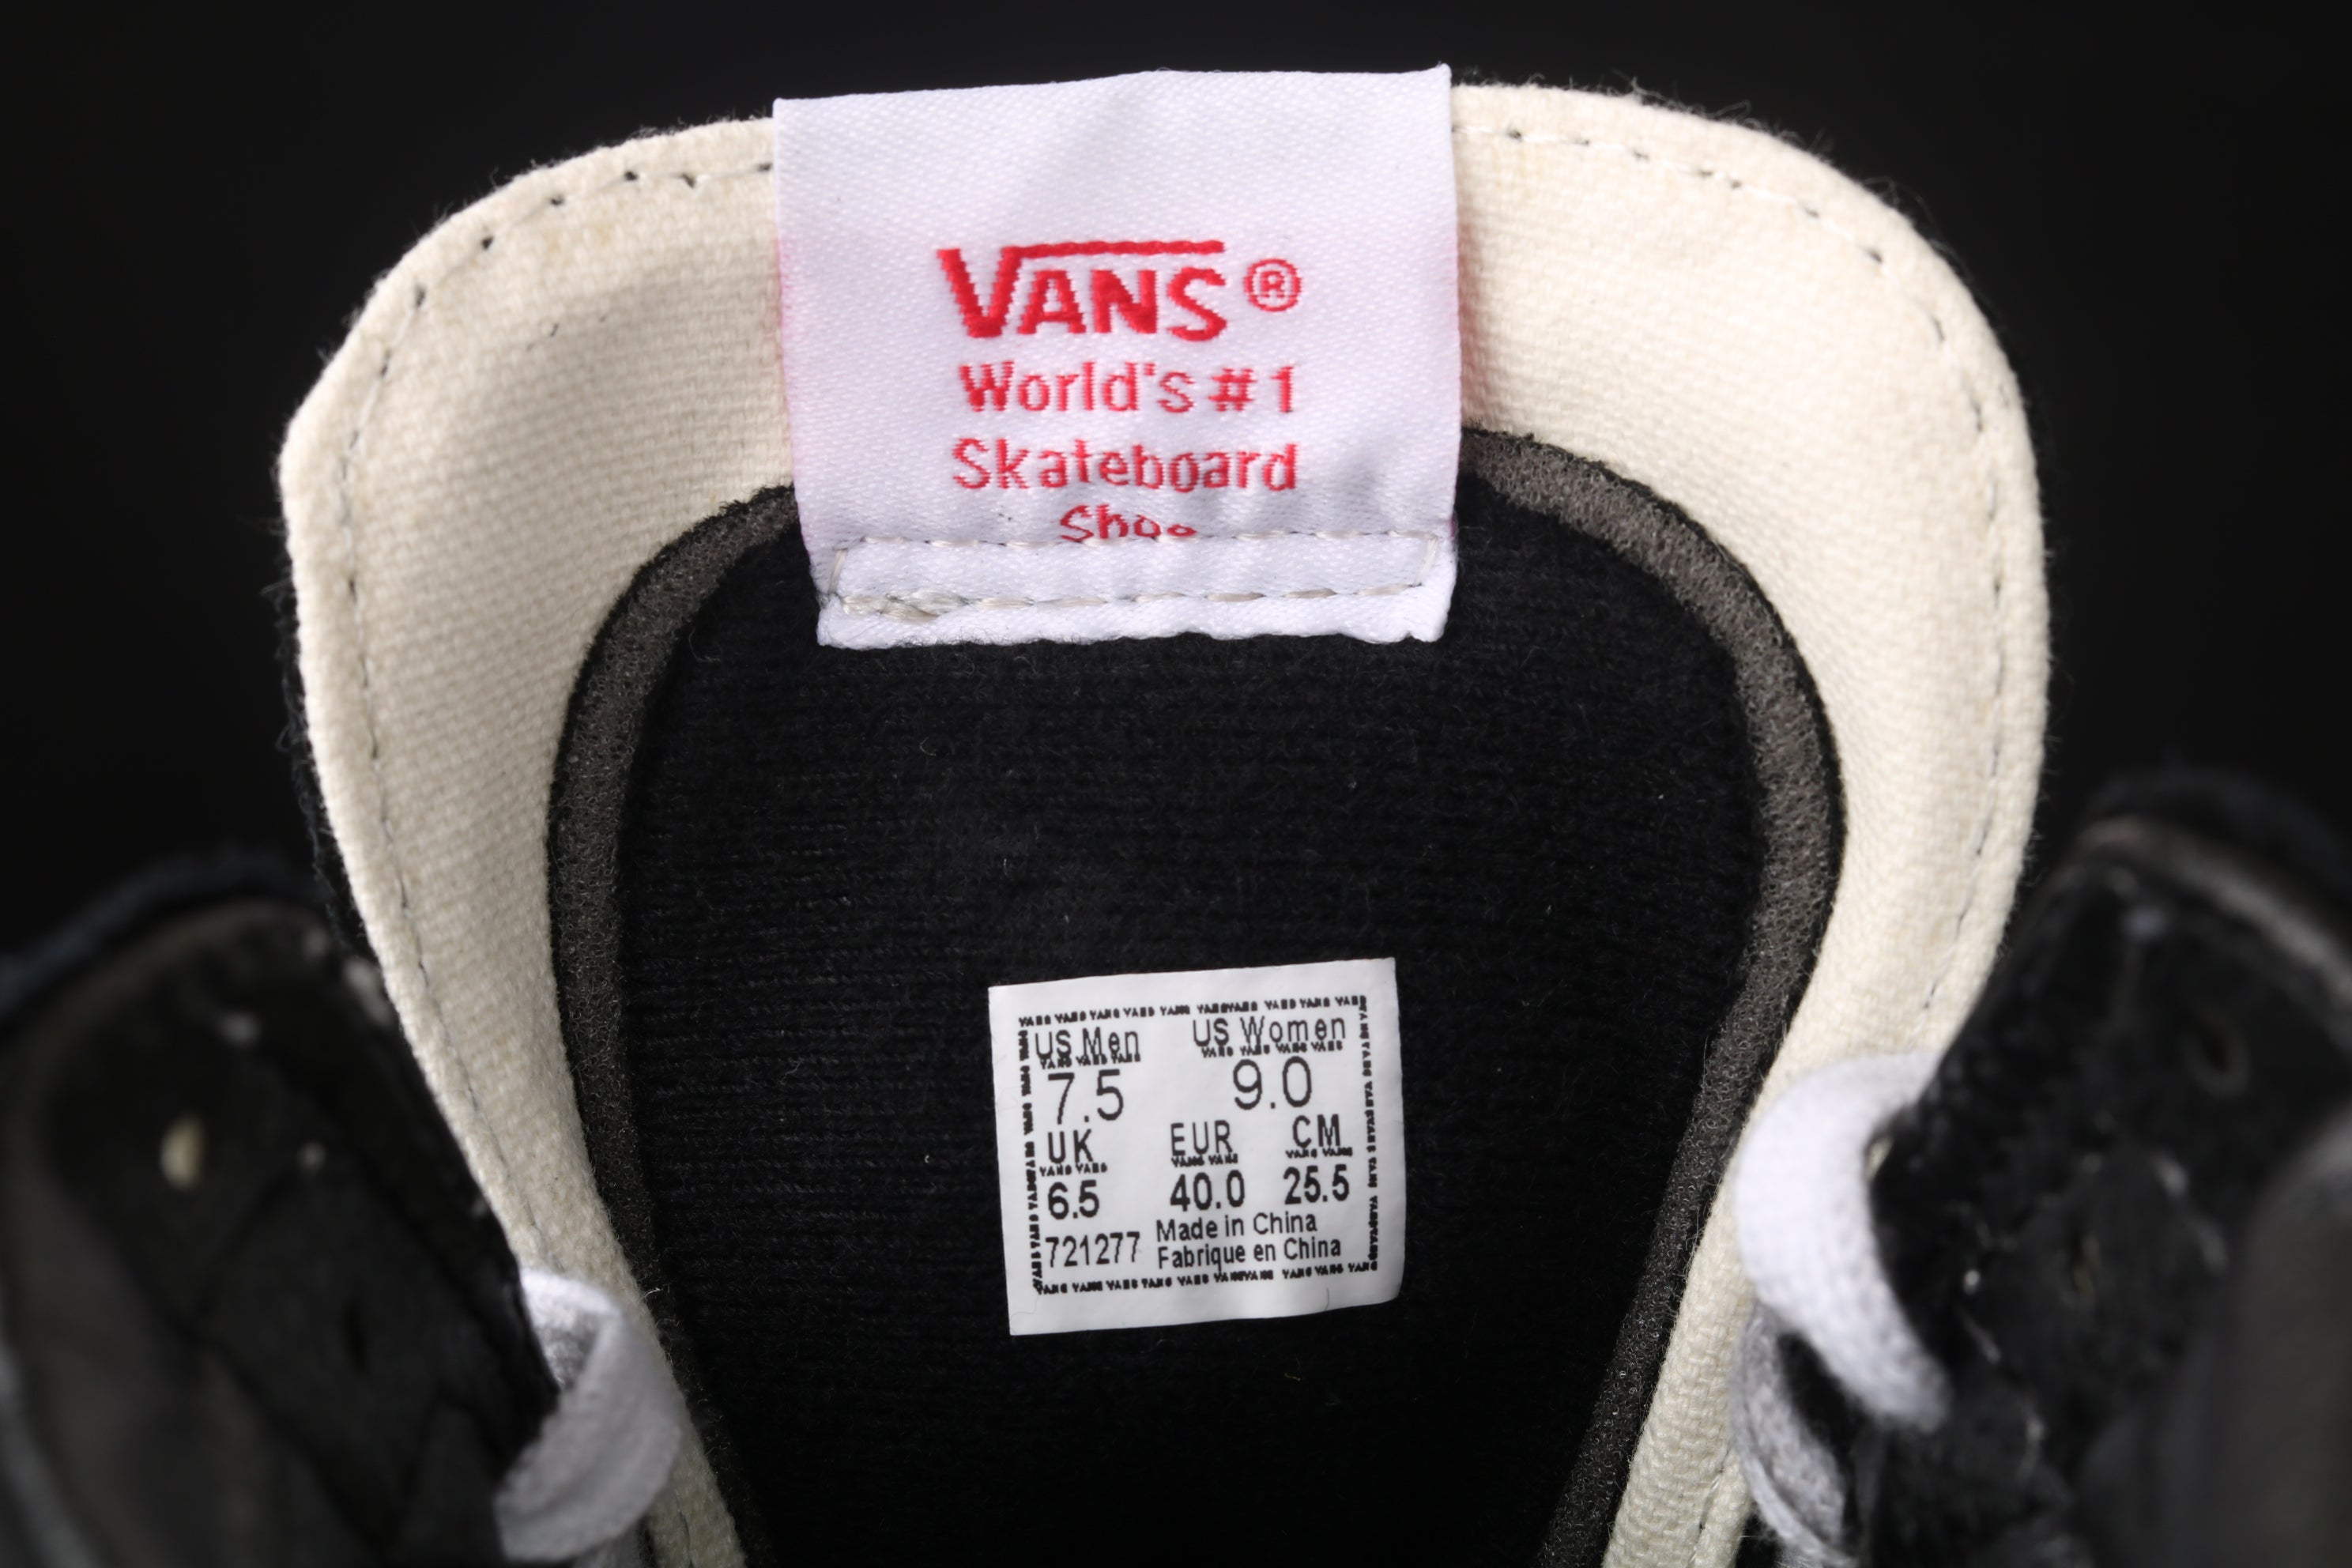 VANS®
World's #1
Skateboard
Shoe
US Men US Women
7.5 9.0
UK EUR CM
6.5 40.0 25.5
721277 Made in China
Fabrique en China